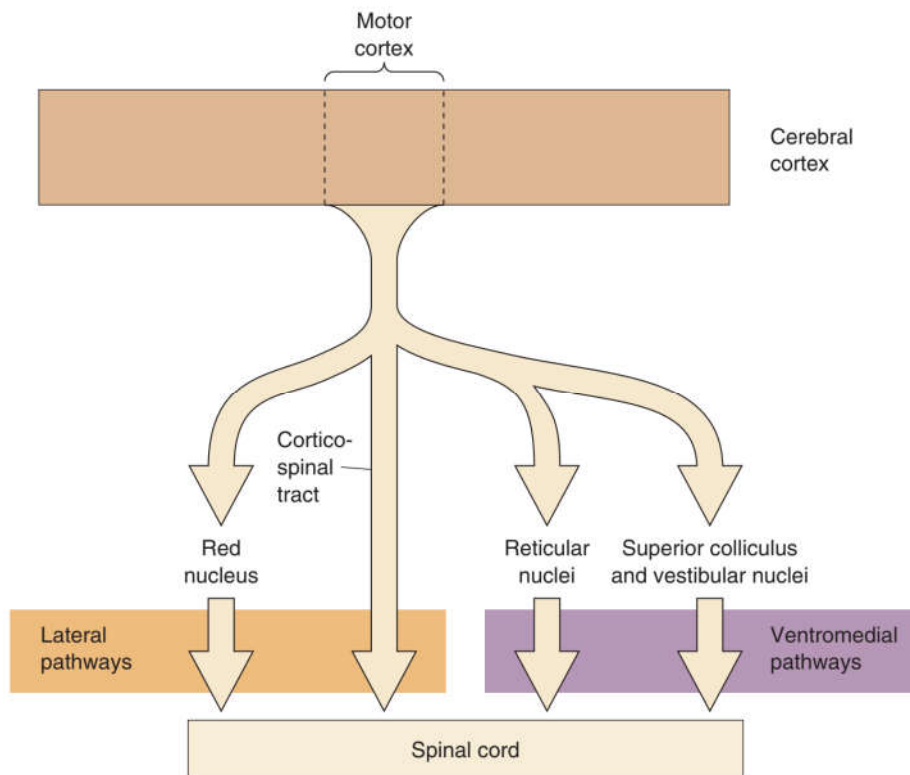 Motor
cortex
Cerebral
cortex
Cortico-
spinal
tract
Red
nucleus
Reticular
nuclei
Superior colliculus
and vestibular nuclei
Lateral
pathways
Ventromedial
pathways
Spinal cord